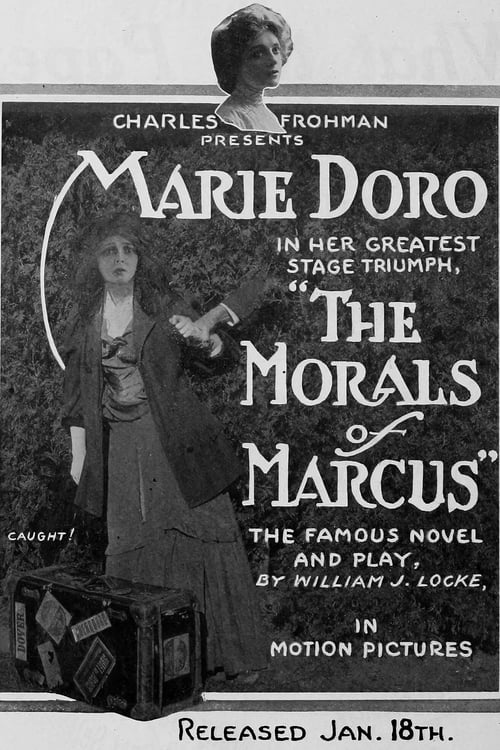 CHARLES FROHMAN
PRESENTS
MARIE DORO
IN HER GREATEST
STAGE TRIUMPH,
"THE
MORALS
of
MARCUS"
CAUGHT!
THE FAMOUS NOVEL
AND PLAY,
BY WILLIAM J. LOCKE,
IN
MOTION PICTURES
DOVER
RELEASED JAN. 18TH.